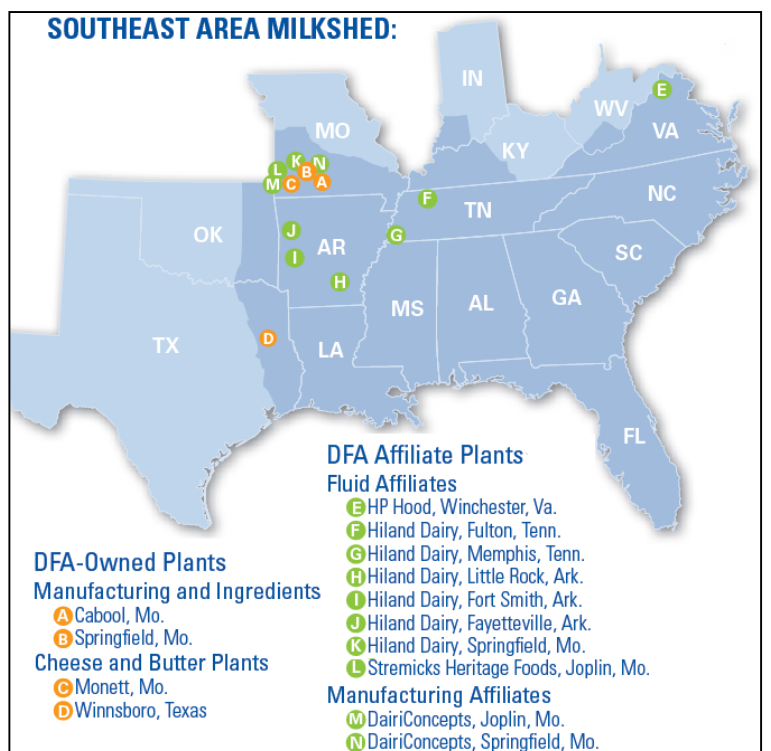 SOUTHEAST AREA MILKSHED:
IN
E
WV
MO
VA
KY
K
N
L
B
M
C
A
NC
F
TN
OK
J
G
AR
I
SC
H
GA
MS
AL
D
TX
LA
FL
DFA-Owned Plants
Manufacturing and Ingredients
A Cabool, Mo.
B Springfield, Mo.
Cheese and Butter Plants
C Monett, Mo.
D Winnsboro, Texas
DFA Affiliate Plants
Fluid Affiliates
E HP Hood, Winchester, Va.
F Hiland Dairy, Fulton, Tenn.
G Hiland Dairy, Memphis, Tenn.
H Hiland Dairy, Little Rock, Ark.
I Hiland Dairy, Fort Smith, Ark.
J Hiland Dairy, Fayetteville, Ark.
K Hiland Dairy, Springfield, Mo.
L Stremicks Heritage Foods, Joplin, Mo.
Manufacturing Affiliates
M DairiConcepts, Joplin, Mo.
N DairiConcepts, Springfield, Mo.